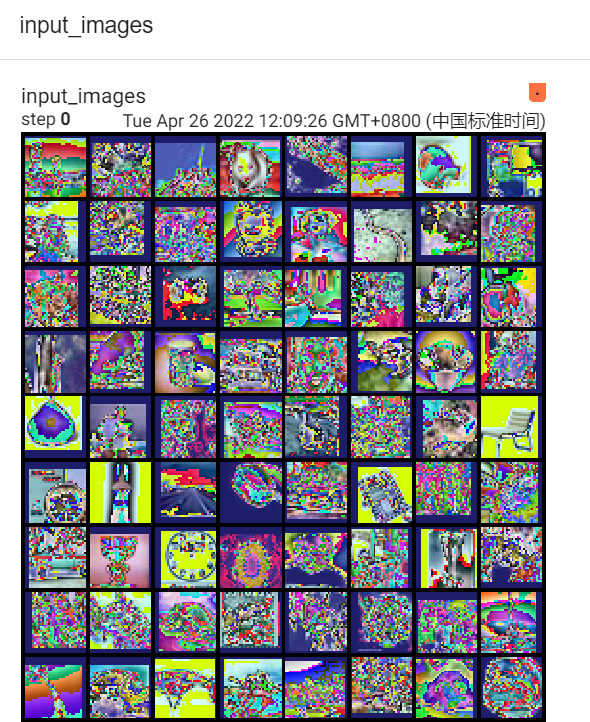 input_images
input_images
step 0
Tue Apr 26 2022 12:09:26 GMT+0800 (中国标准时间)